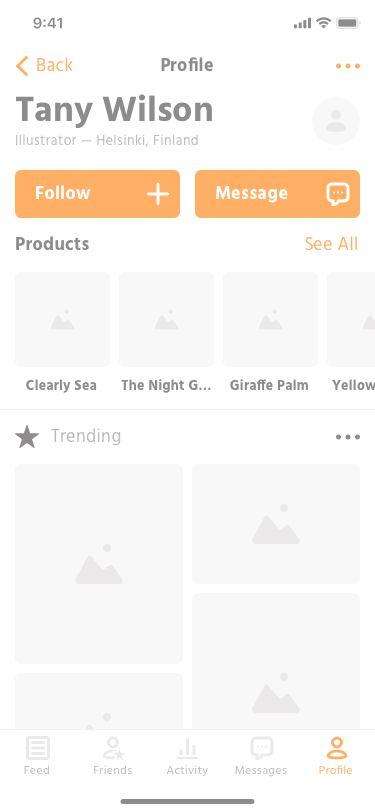 9:41
Back
Profile
Tany Wilson
Illustrator — Helsinki, Finland
Follow
Message
Products
See All
Clearly Sea
The Night G...
Giraffe Palm
Yellow
Trending
Feed
Friends
Activity
Messages
Profile